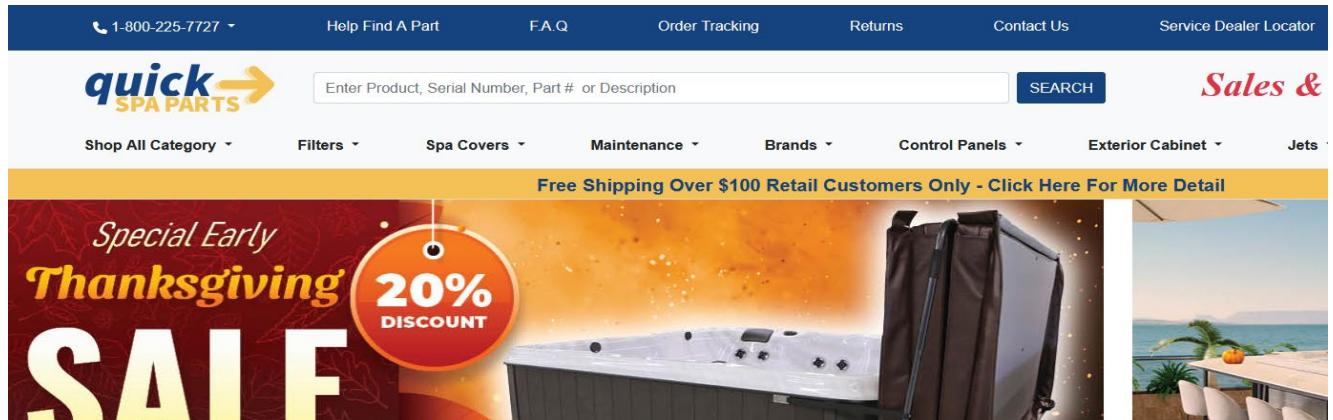 1-800-225-7727 Help Find A Part F.A.Q Order Tracking Returns Contact Us Service Dealer Locator
quick
SPA PARTS
Enter Product, Serial Number, Part # or Description SEARCH Sales &
Shop All Category Filters Spa Covers Maintenance Brands Control Panels Exterior Cabinet Jets
Free Shipping Over $100 Retail Customers Only - Click Here For More Detail
Special Early
Thanksgiving
SALE
20%
DISCOUNT